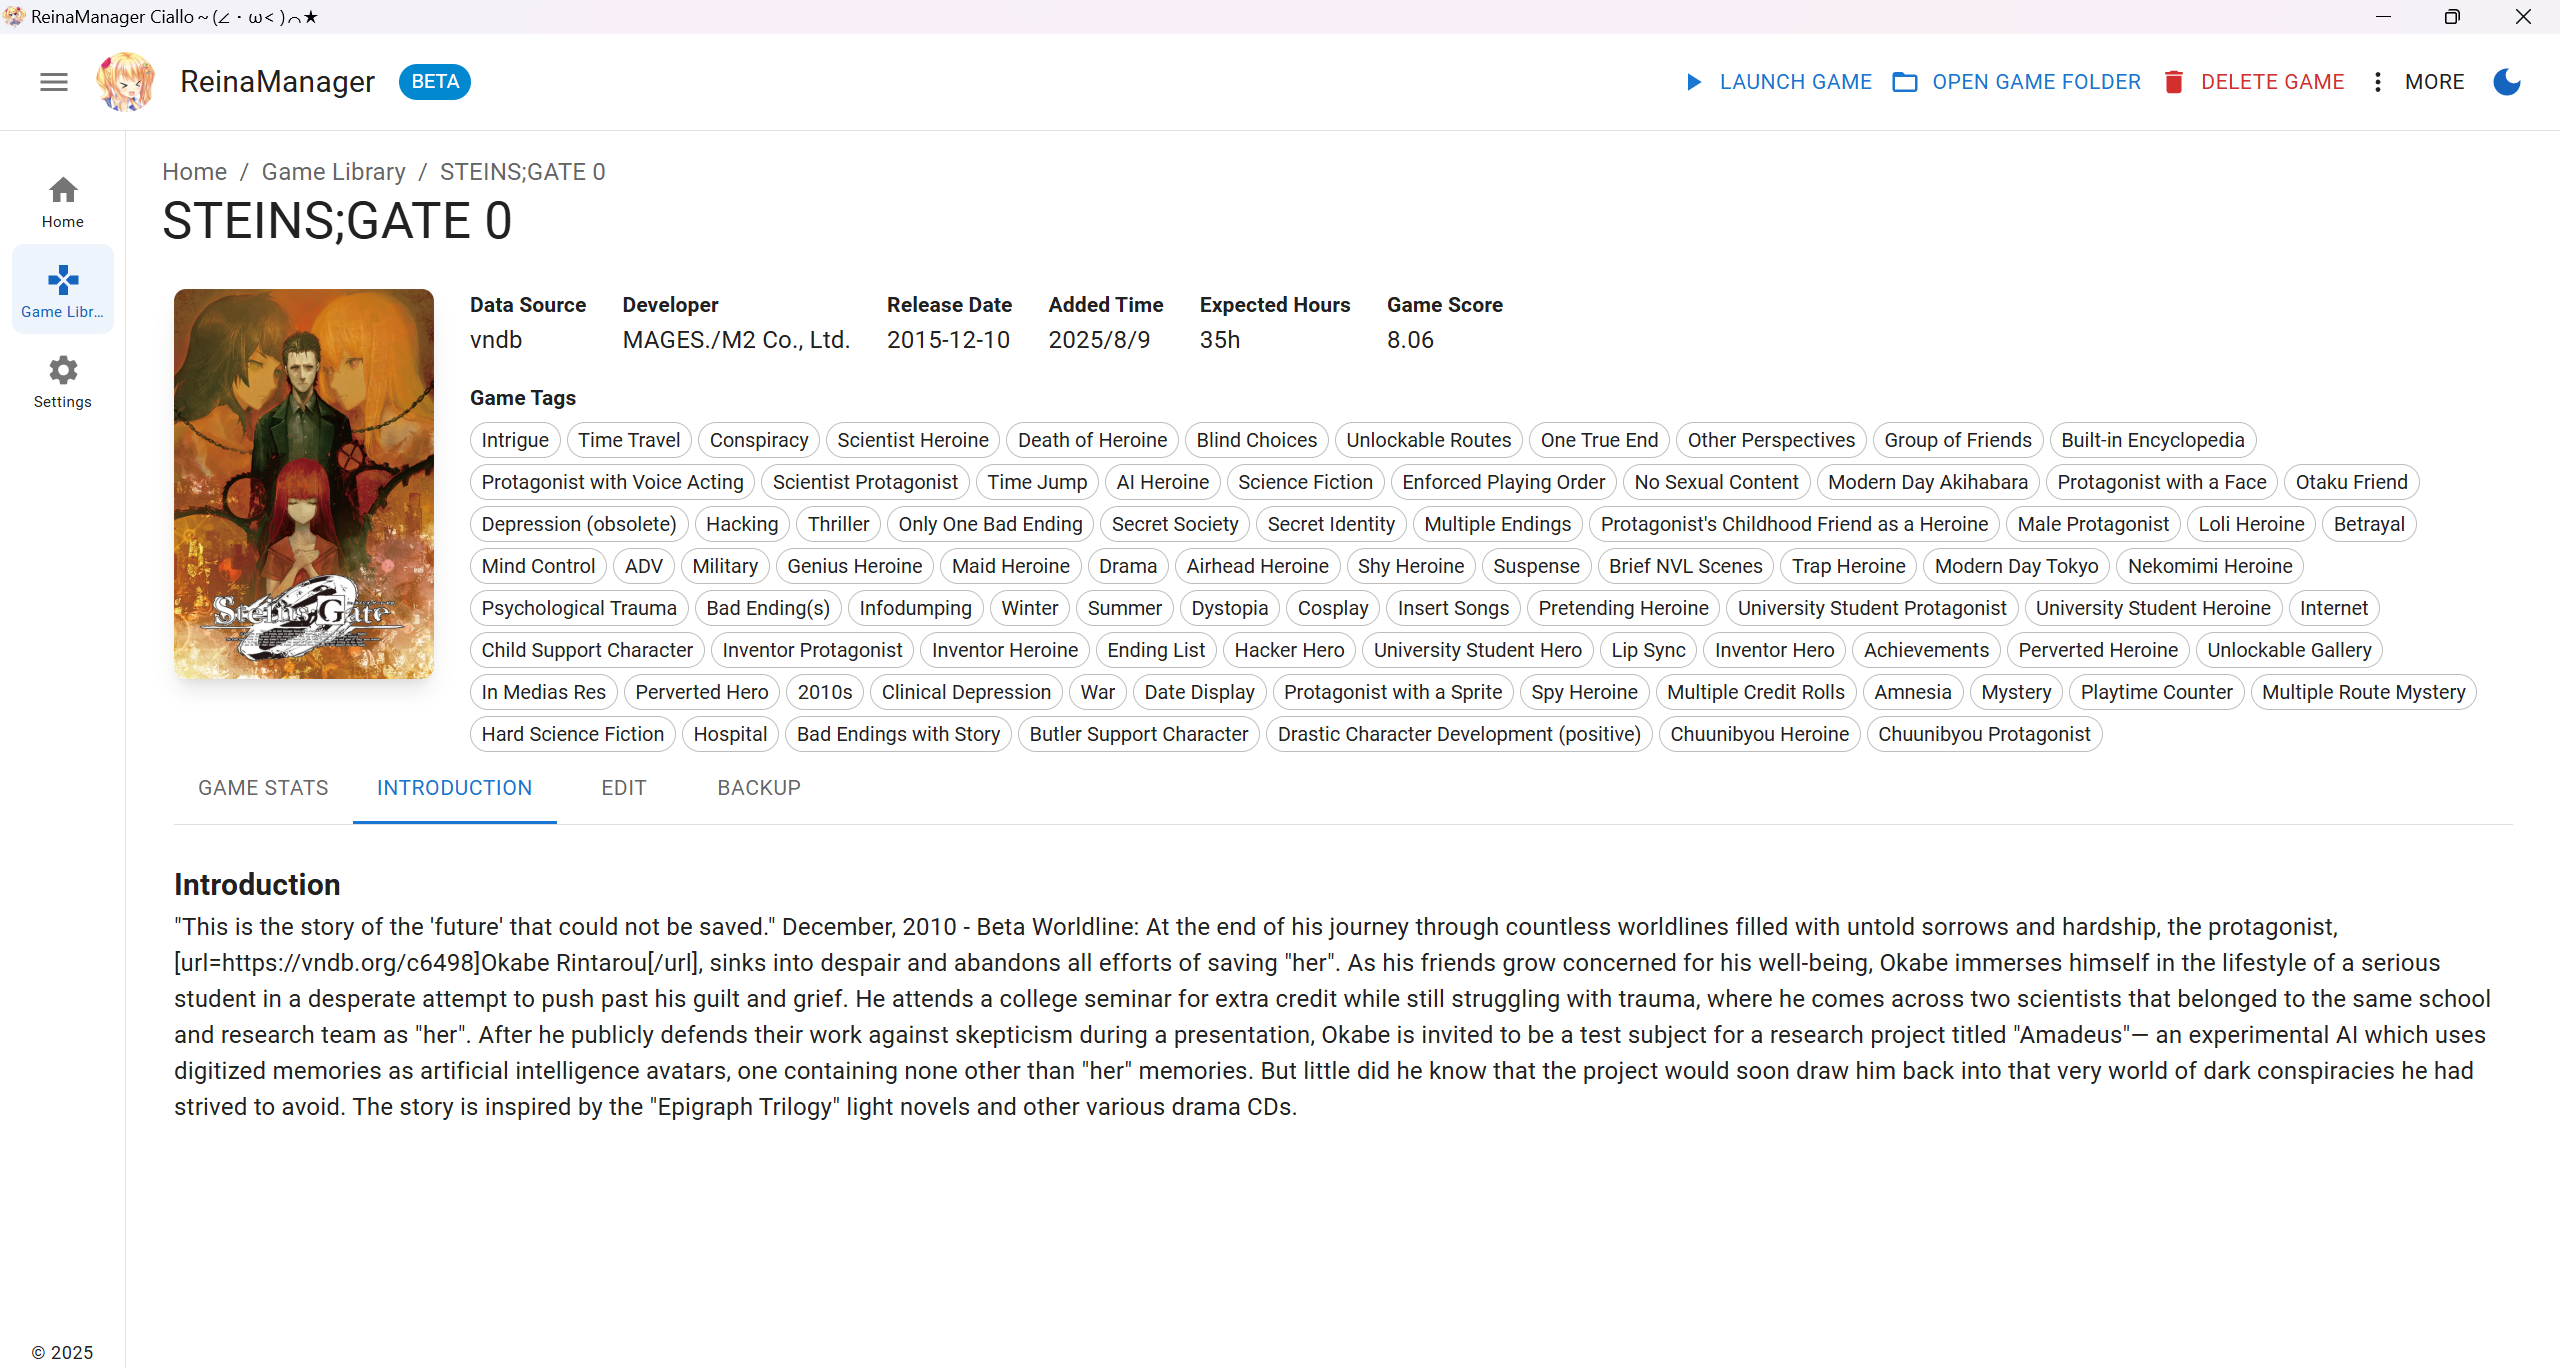 ReinaManager Ciallo～(∠・ω< )⌒★
ReinaManager BETA
LAUNCH GAME OPEN GAME FOLDER DELETE GAME MORE
Home
Game Libr...
Settings
© 2025
Home / Game Library / STEINS;GATE 0
STEINS;GATE 0
Steins;Gate
Data Source Developer Release Date Added Time Expected Hours Game Score
vndb MAGES./M2 Co., Ltd. 2015-12-10 2025/8/9 35h 8.06
Game Tags
Intrigue Time Travel Conspiracy Scientist Heroine Death of Heroine Blind Choices Unlockable Routes One True End Other Perspectives Group of Friends Built-in Encyclopedia
Protagonist with Voice Acting Scientist Protagonist Time Jump AI Heroine Science Fiction Enforced Playing Order No Sexual Content Modern Day Akihabara Protagonist with a Face Otaku Friend
Depression (obsolete) Hacking Thriller Only One Bad Ending Secret Society Secret Identity Multiple Endings Protagonist's Childhood Friend as a Heroine Male Protagonist Loli Heroine Betrayal
Mind Control ADV Military Genius Heroine Maid Heroine Drama Airhead Heroine Shy Heroine Suspense Brief NVL Scenes Trap Heroine Modern Day Tokyo Nekomimi Heroine
Psychological Trauma Bad Ending(s) Infodumping Winter Summer Dystopia Cosplay Insert Songs Pretending Heroine University Student Protagonist University Student Heroine Internet
Child Support Character Inventor Protagonist Inventor Heroine Ending List Hacker Hero University Student Hero Lip Sync Inventor Hero Achievements Perverted Heroine Unlockable Gallery
In Medias Res Perverted Hero 2010s Clinical Depression War Date Display Protagonist with a Sprite Spy Heroine Multiple Credit Rolls Amnesia Mystery Playtime Counter Multiple Route Mystery
Hard Science Fiction Hospital Bad Endings with Story Butler Support Character Drastic Character Development (positive) Chuunibyou Heroine Chuunibyou Protagonist
GAME STATS INTRODUCTION EDIT BACKUP
Introduction
"This is the story of the 'future' that could not be saved." December, 2010 - Beta Worldline: At the end of his journey through countless worldlines filled with untold sorrows and hardship, the protagonist,
[url=https://vndb.org/c6498]Okabe Rintarou[/url], sinks into despair and abandons all efforts of saving "her". As his friends grow concerned for his well-being, Okabe immerses himself in the lifestyle of a serious
student in a desperate attempt to push past his guilt and grief. He attends a college seminar for extra credit while still struggling with trauma, where he comes across two scientists that belonged to the same school
and research team as "her". After he publicly defends their work against skepticism during a presentation, Okabe is invited to be a test subject for a research project titled "Amadeus"— an experimental AI which uses
digitized memories as artificial intelligence avatars, one containing none other than "her" memories. But little did he know that the project would soon draw him back into that very world of dark conspiracies he had
strived to avoid. The story is inspired by the "Epigraph Trilogy" light novels and other various drama CDs.